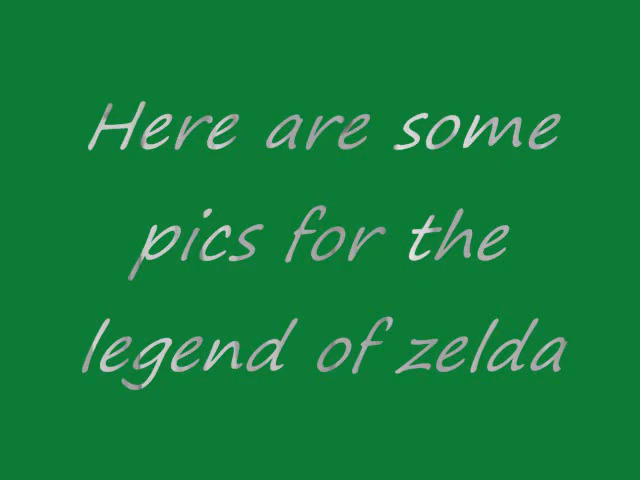 Here are some
pics for the
legend of zelda